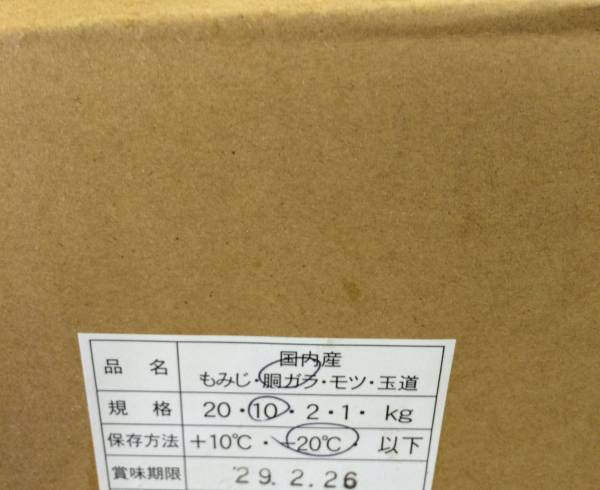 品 名 国内産
もみじ・胴ガラ・モツ・玉道
規 格 20・10・2・1・kg
保存方法 +10℃・-20℃・以下
賞味期限 '29.2.26